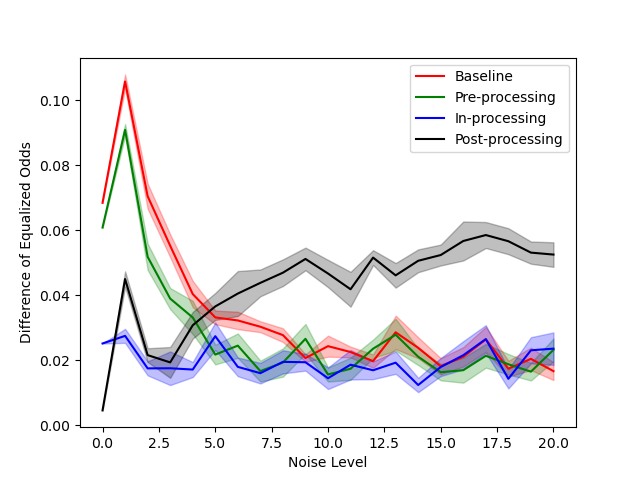 Baseline
Pre-processing
In-processing
Post-processing
0.10
0.08
0.06
0.04
0.02
0.00
Difference of Equalized Odds
0.0 2.5 5.0 7.5 10.0 12.5 15.0 17.5 20.0
Noise Level